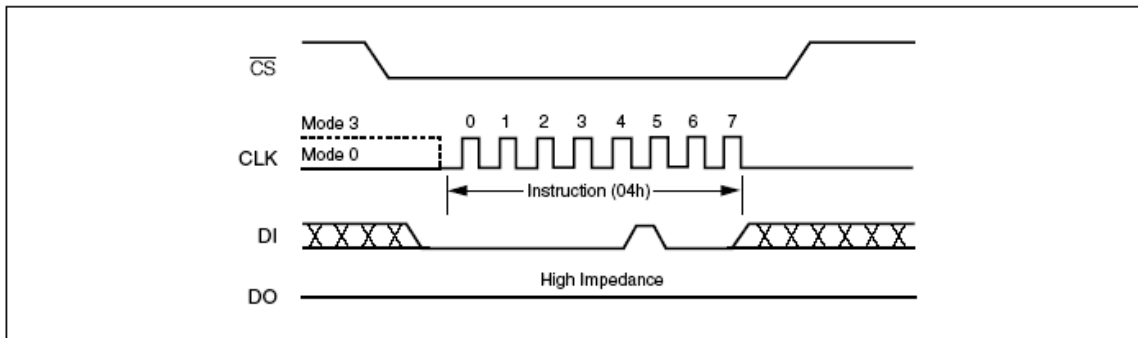 CS
Mode 3
0 1 2 3 4 5 6 7
CLK
Mode 0
Instruction (04h)
DI
High Impedance
DO